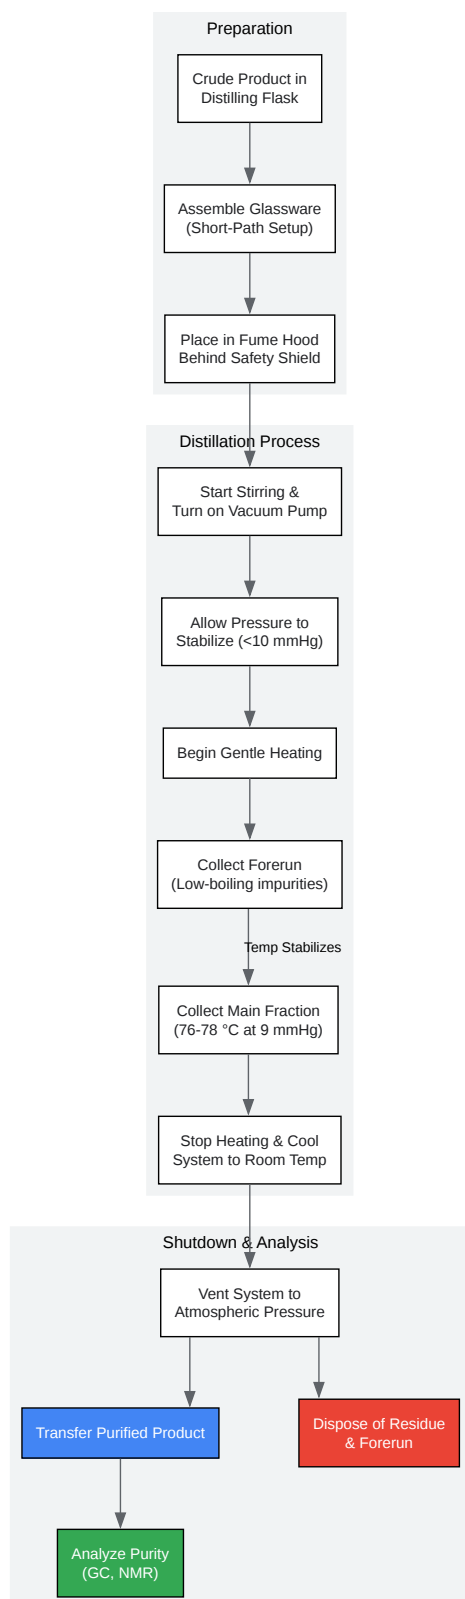 Preparation
Crude Product in
Distilling Flask
Assemble Glassware
(Short-Path Setup)
Place in Fume Hood
Behind Safety Shield
Distillation Process
Start Stirring &
Turn on Vacuum Pump
Allow Pressure to
Stabilize (<10 mmHg)
Begin Gentle Heating
Collect Forerun
(Low-boiling impurities)
Temp Stabilizes
Collect Main Fraction
(76-78 °C at 9 mmHg)
Stop Heating & Cool
System to Room Temp
Shutdown & Analysis
Vent System to
Atmospheric Pressure
Transfer Purified Product
Dispose of Residue
& Forerun
Analyze Purity
(GC, NMR)